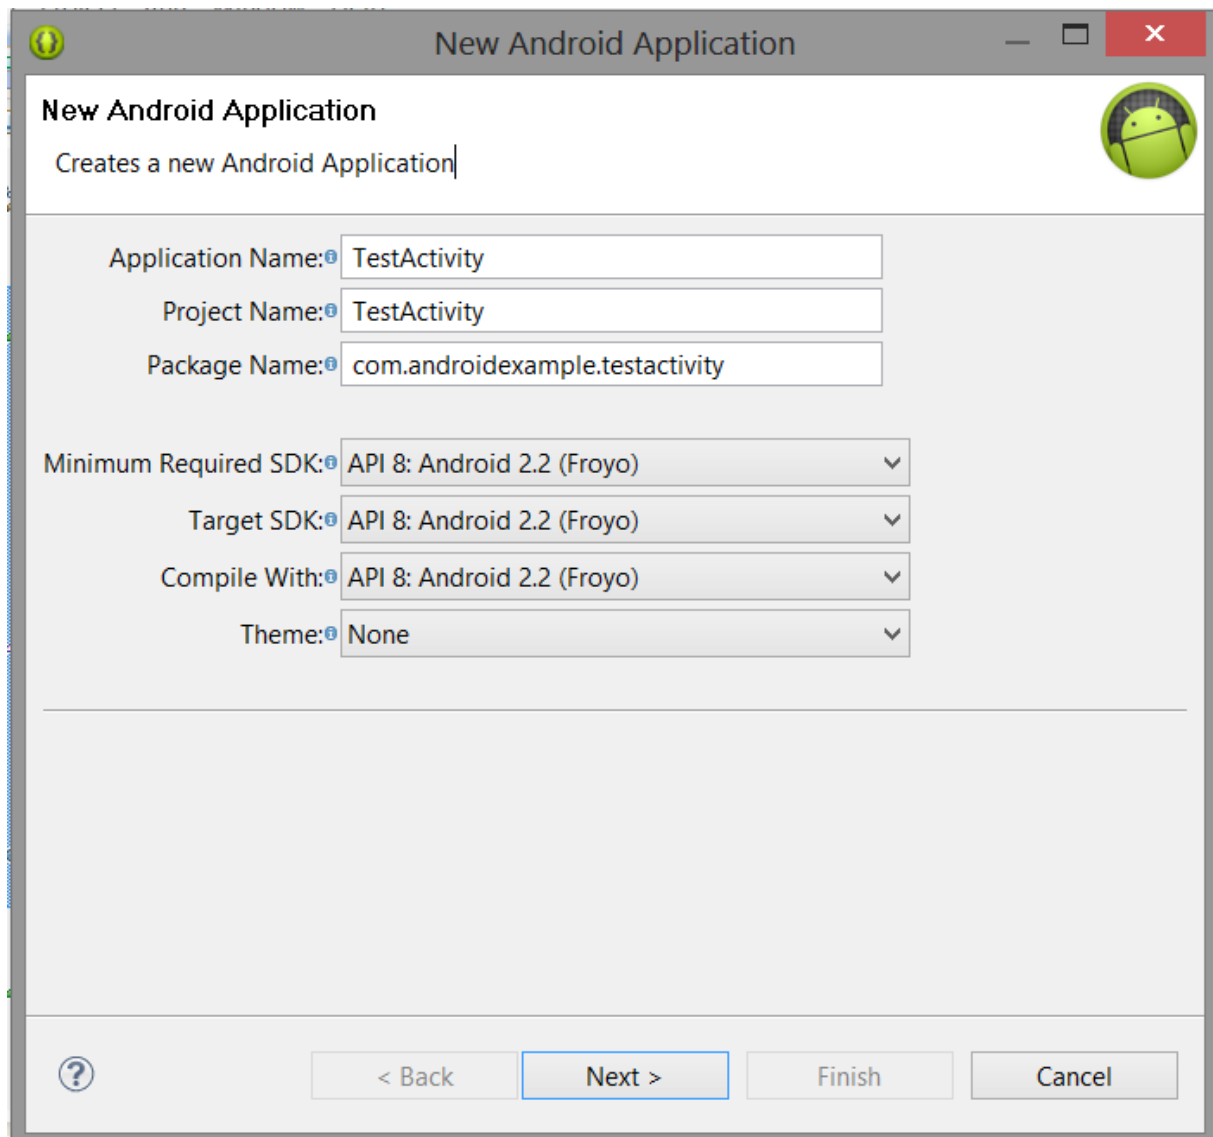 New Android Application
New Android Application
Creates a new Android Application
Application Name: TestActivity
Project Name: TestActivity
Package Name: com.androidexample.testactivity
Minimum Required SDK: API 8: Android 2.2 (Froyo)
Target SDK: API 8: Android 2.2 (Froyo)
Compile With: API 8: Android 2.2 (Froyo)
Theme: None
? < Back Next > Finish Cancel